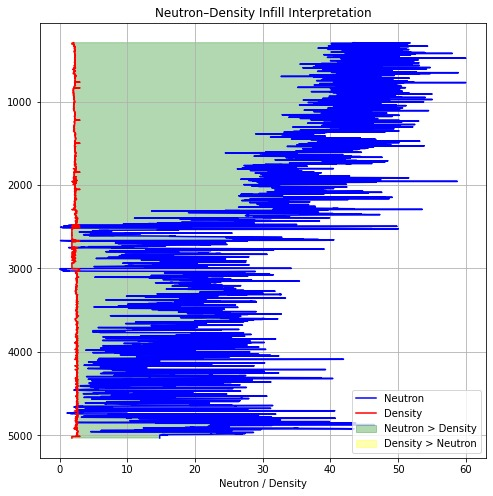 Neutron–Density Infill Interpretation
1000
2000
3000
4000
5000
0 10 20 30 40 50 60
Neutron / Density
Neutron
Density
Neutron > Density
Density > Neutron